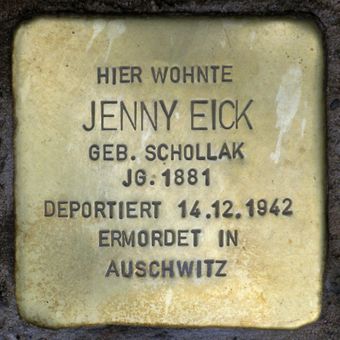 HIER WOHNTE
JENNY EICK
GEB. SCHOLLAK
JG. 1881
DEPORTIERT 14.12.1942
ERMORDET IN
AUSCHWITZ